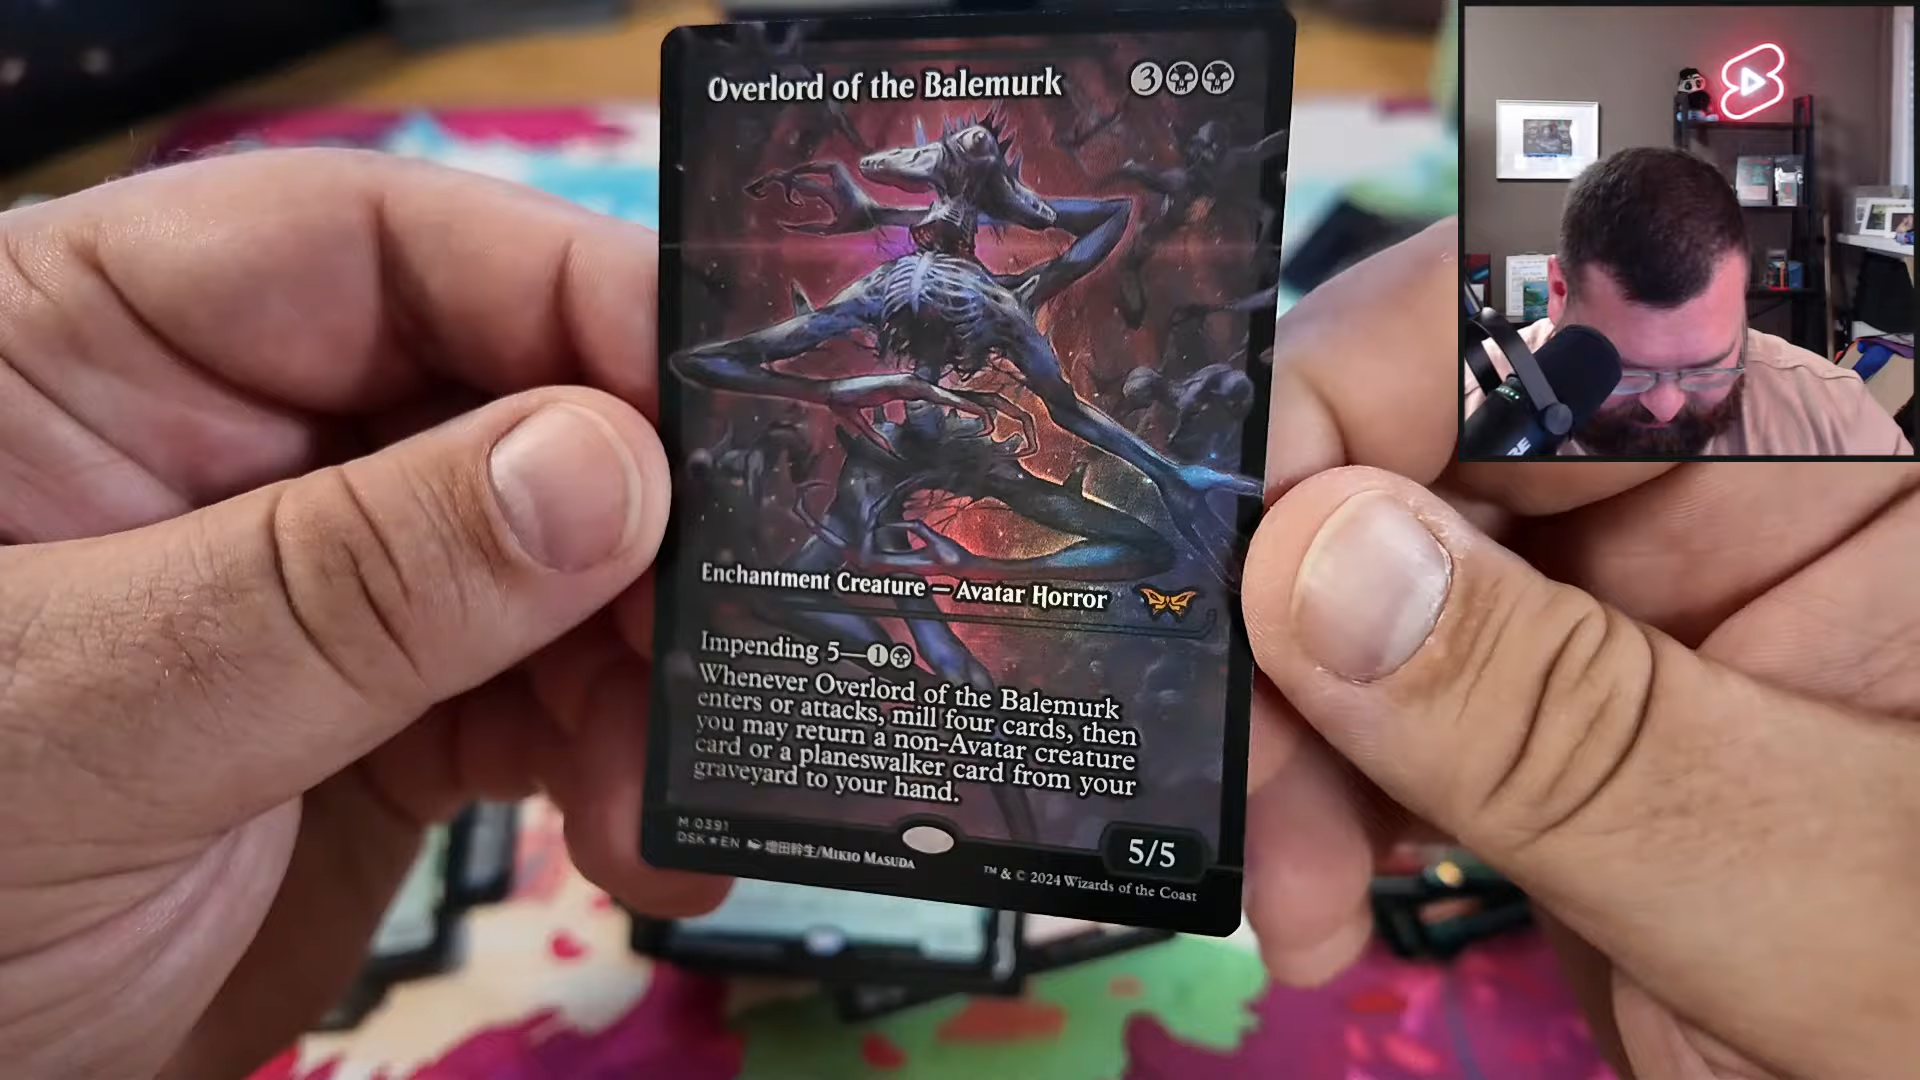 Overlord of the Balemurk
3
Enchantment Creature — Avatar Horror
Impending 5—1
Whenever Overlord of the Balemurk
enters or attacks, mill four cards, then
you may return a non-Avatar creature
card or a planeswalker card from your
graveyard to your hand.
M 0391
DSK★EN 増田幹生/MIKIO MASUDA
5/5
™ & © 2024 Wizards of the Coast